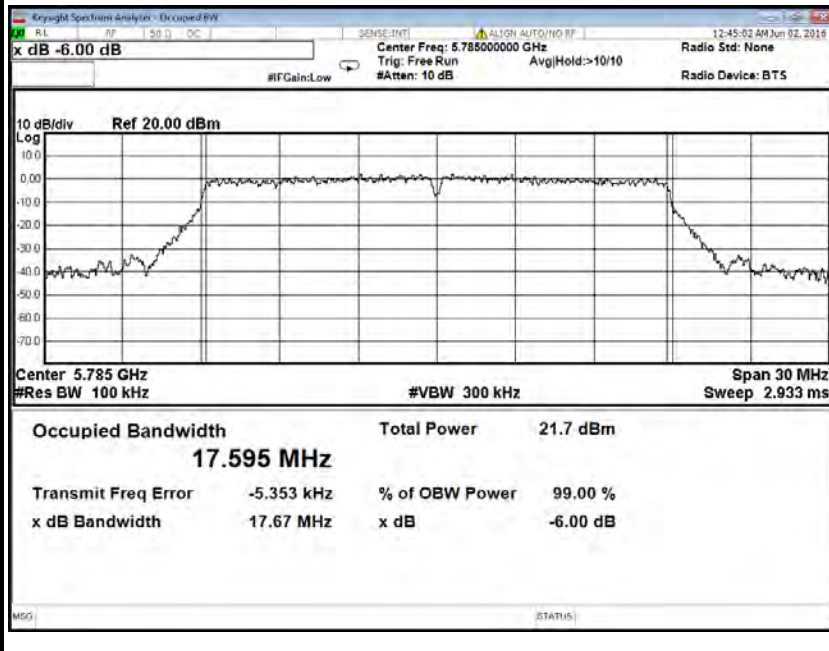 Keysight Spectrum Analyzer - Occupied BW
RL RF 50 Ω DC SENSE:INT ALIGN AUTO/NO RF 12:45:02 AM Jun 02, 2016
x dB -6.00 dB
Center Freq: 5.785000000 GHz
Radio Std: None
Trig: Free Run
Avg|Hold:>10/10
#IFGain:Low
#Atten: 10 dB
Radio Device: BTS
10 dB/div
Ref 20.00 dBm
Log
10.0
0.00
-10.0
-20.0
-30.0
-40.0
-50.0
-60.0
-70.0
Center 5.785 GHz
Span 30 MHz
#Res BW 100 kHz
#VBW 300 kHz
Sweep 2.933 ms
Occupied Bandwidth
Total Power 21.7 dBm
17.595 MHz
Transmit Freq Error -5.353 kHz
% of OBW Power 99.00 %
x dB Bandwidth 17.67 MHz
x dB -6.00 dB
MSG
STATUS